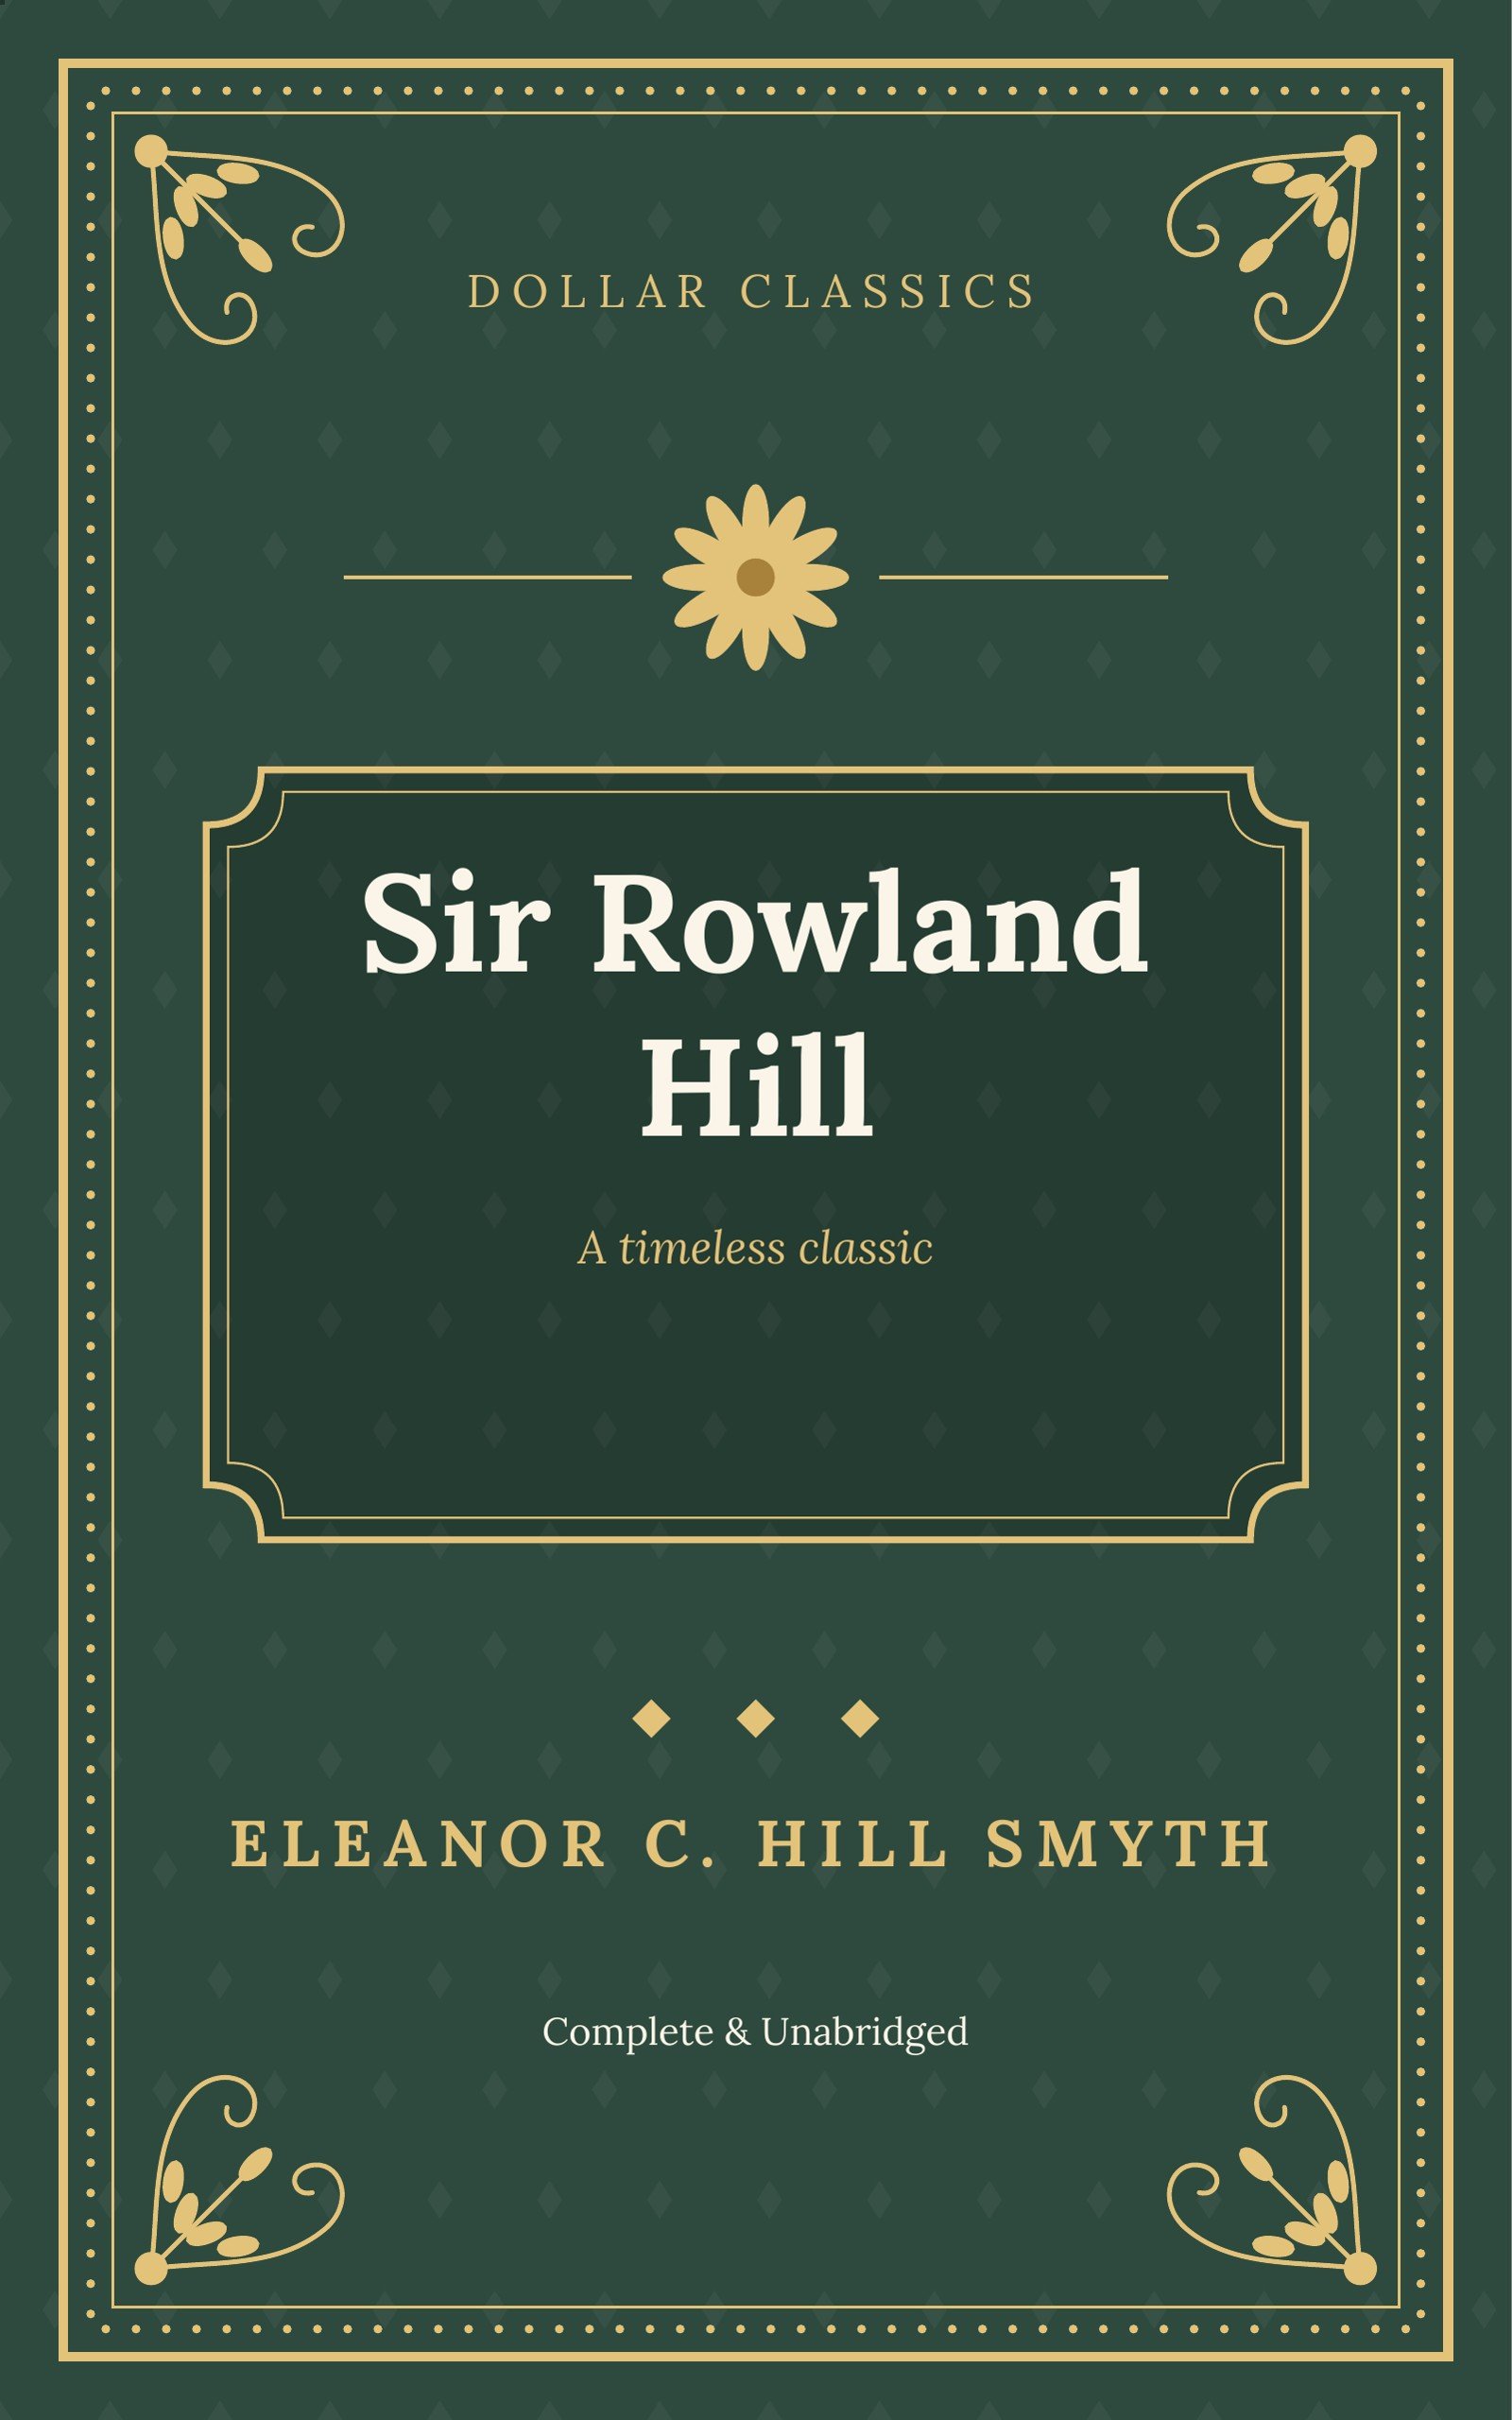 DOLLAR CLASSICS
Sir Rowland
Hill
A timeless classic
ELEANOR C. HILL SMYTH
Complete & Unabridged